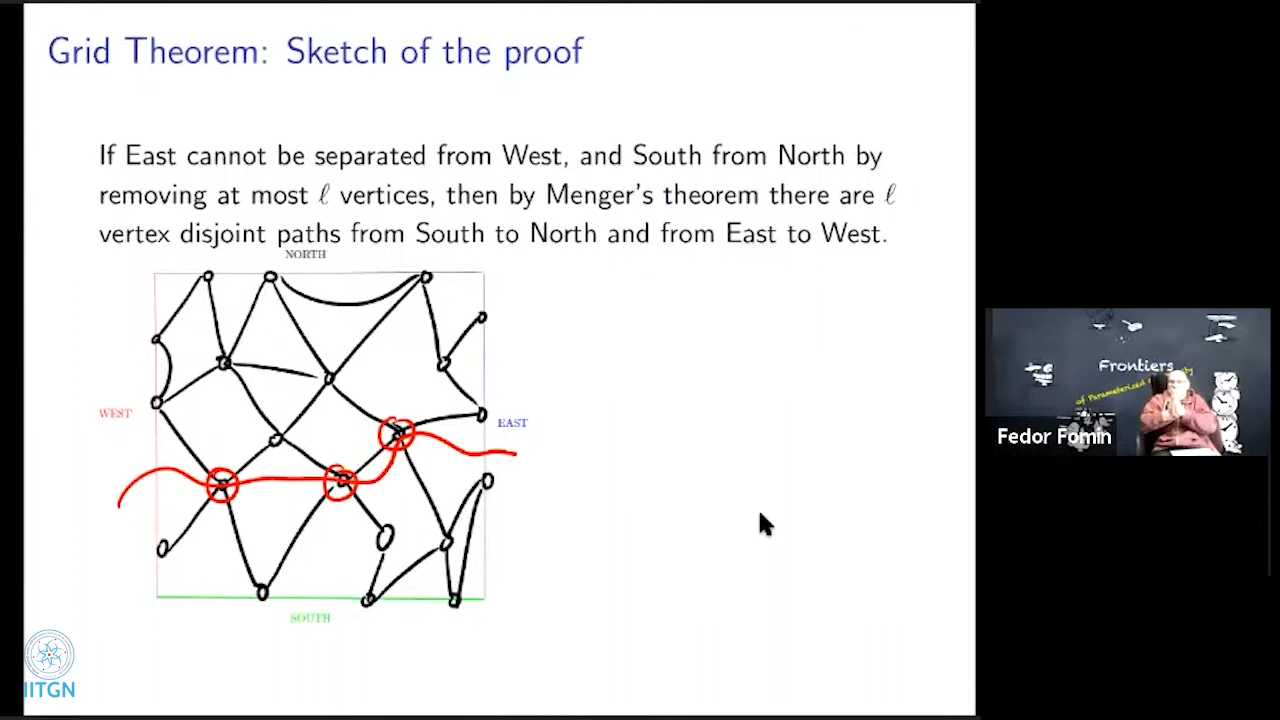 Grid Theorem: Sketch of the proof
If East cannot be separated from West, and South from North by
removing at most ℓ vertices, then by Menger's theorem there are ℓ
vertex disjoint paths from South to North and from East to West.
NORTH
WEST
EAST
SOUTH
IITGN
Frontiers
of Parameterized
Fedor Fomin